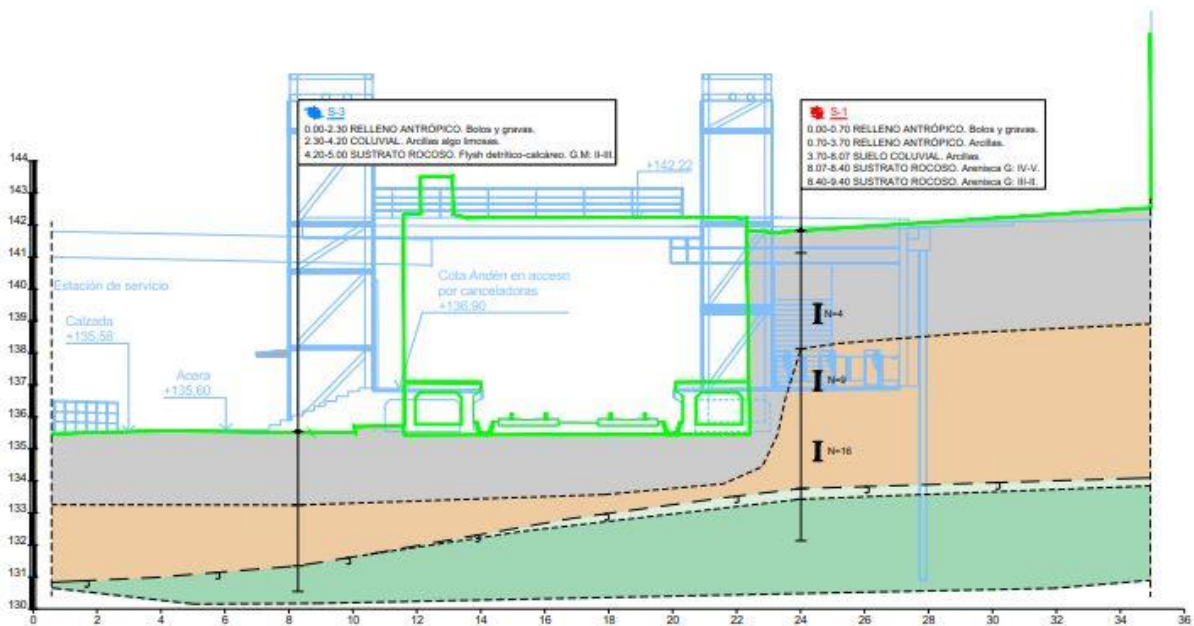 S-3
0.00-2.30 RELLENO ANTRÓPICO. Bolos y gravas.
2.30-4.20 COLUVIAL. Arcillas algo limosas.
4.20-5.00 SUSTRATO ROCOSO. Flysh detrítico-calcáreo. G.M: II-III.
S-1
0.00-0.70 RELLENO ANTRÓPICO. Bolos y gravas.
0.70-3.70 RELLENO ANTRÓPICO. Arcillas.
3.70-8.07 SUELO COLUVIAL. Arcillas.
8.07-8.40 SUSTRATO ROCOSO. Arenisca G: IV-V.
8.40-9.40 SUSTRATO ROCOSO. Arenisca G: III-II.
+142,22
Estación de servicio
Calzada
+135,58
Acera
+135,60
Cota Andén en acceso
por canceladoras
+136,90
N=4
N=9
N=16
144
143
142
141
140
139
138
137
136
135
134
133
132
131
130
0 2 4 6 8 10 12 14 16 18 20 22 24 26 28 30 32 34 36